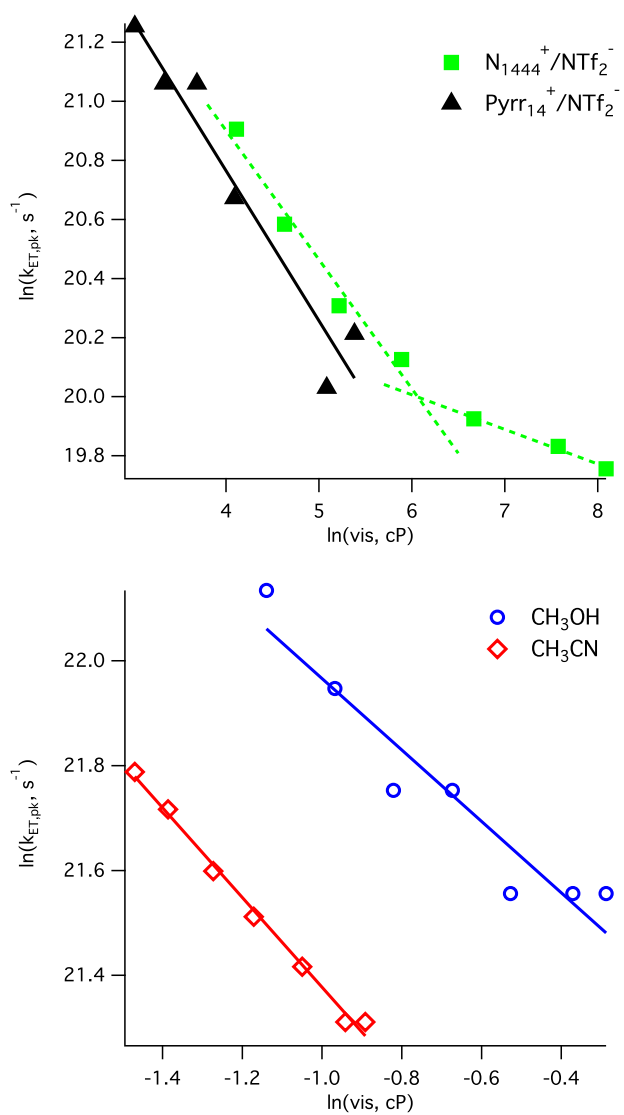 21.2
21.0
20.8
20.6
20.4
20.2
20.0
19.8
ln(k_ET,pk, s⁻¹)
N₁₄₄₄⁺/NTf₂⁻
Pyrr₁₄⁺/NTf₂⁻
4 5 6 7 8
ln(vis, cP)
22.0
21.8
21.6
21.4
ln(k_ET,pk, s⁻¹)
CH₃OH
CH₃CN
-1.4 -1.2 -1.0 -0.8 -0.6 -0.4
ln(vis, cP)